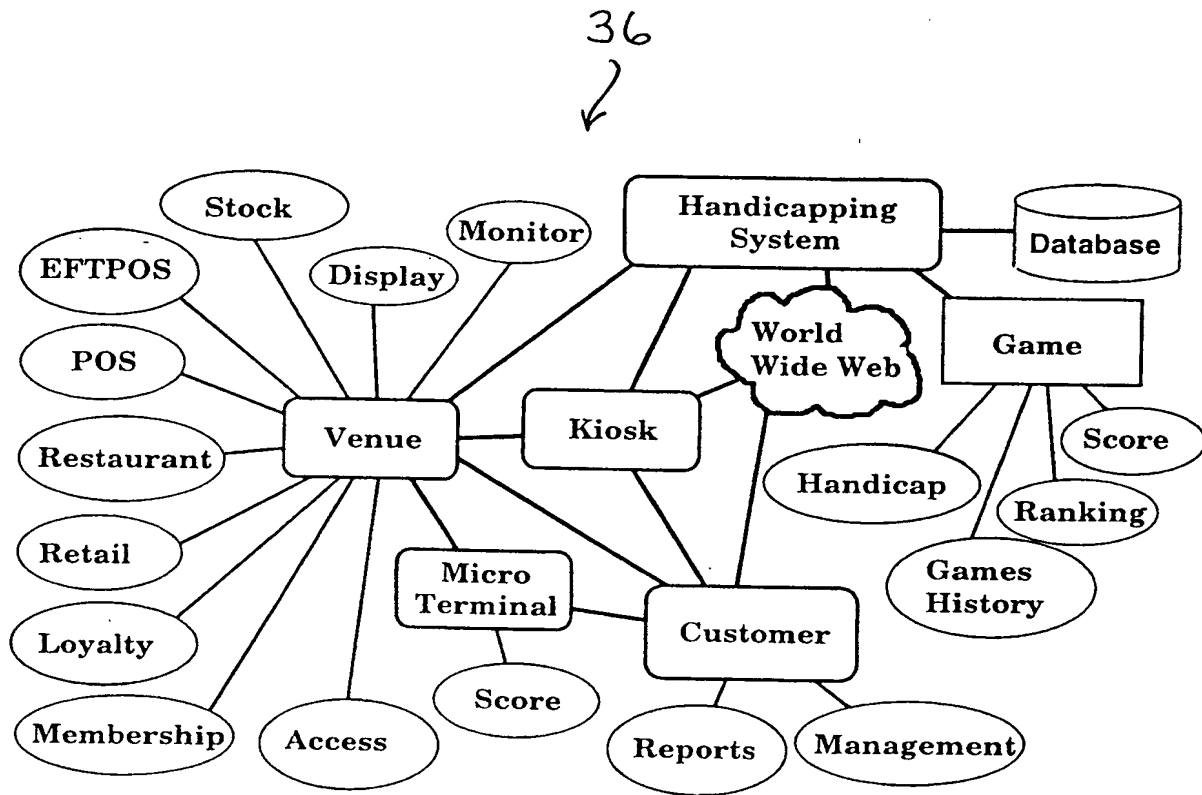 36
Stock
Monitor
Handicapping
System
Database
EFTPOS
Display
World
Wide Web
Game
POS
Venue
Kiosk
Score
Restaurant
Handicap
Ranking
Retail
Micro
Terminal
Games
History
Loyalty
Customer
Score
Membership
Access
Reports
Management